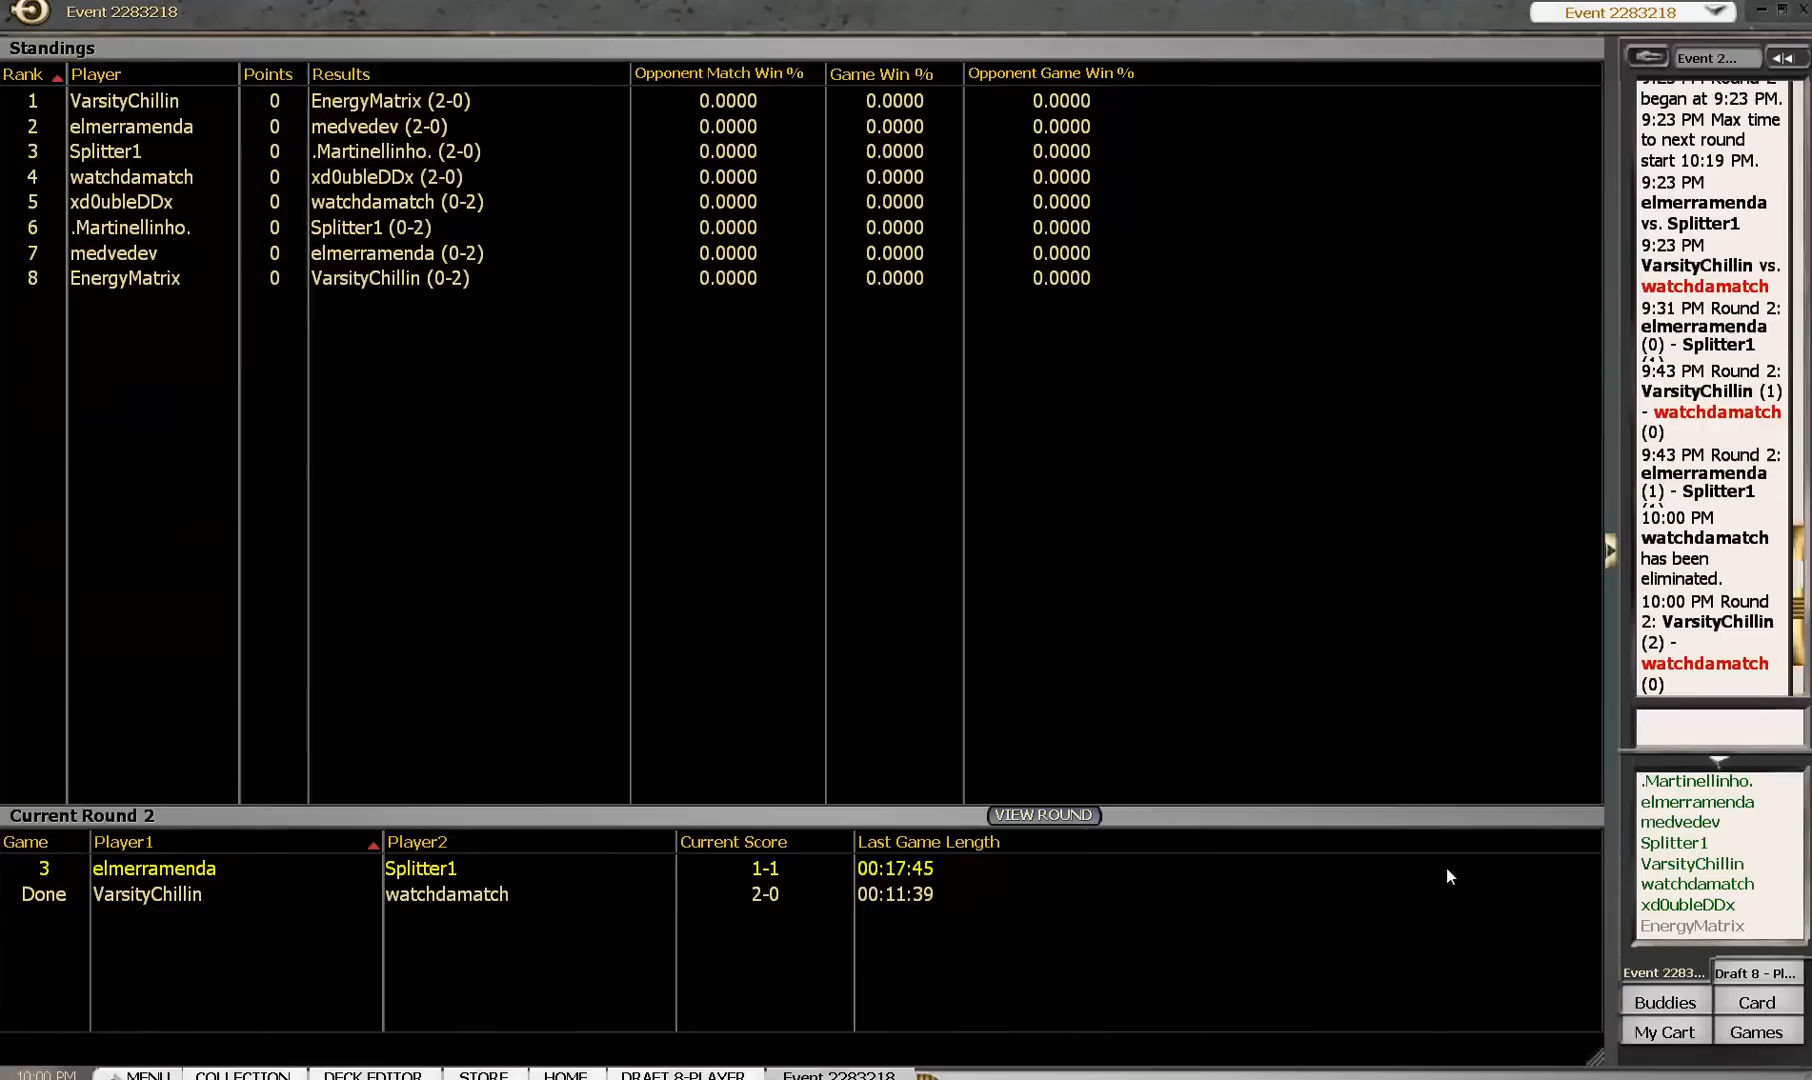 Event 2283218
Event 2283218
Standings
Rank Player Points Results Opponent Match Win % Game Win % Opponent Game Win %
1 VarsityChillin 0 EnergyMatrix (2-0) 0.0000 0.0000 0.0000
2 elmerramenda 0 medvedev (2-0) 0.0000 0.0000 0.0000
3 Splitter1 0 .Martinellinho. (2-0) 0.0000 0.0000 0.0000
4 watchdamatch 0 xd0ubleDDx (2-0) 0.0000 0.0000 0.0000
5 xd0ubleDDx 0 watchdamatch (0-2) 0.0000 0.0000 0.0000
6 .Martinellinho. 0 Splitter1 (0-2) 0.0000 0.0000 0.0000
7 medvedev 0 elmerramenda (0-2) 0.0000 0.0000 0.0000
8 EnergyMatrix 0 VarsityChillin (0-2) 0.0000 0.0000 0.0000
Current Round 2 VIEW ROUND
Game Player1 Player2 Current Score Last Game Length
3 elmerramenda Splitter1 1-1 00:17:45
Done VarsityChillin watchdamatch 2-0 00:11:39
Event 2...
began at 9:23 PM.
9:23 PM Max time
to next round
start 10:19 PM.
9:23 PM
elmerramenda
vs. Splitter1
9:23 PM
VarsityChillin vs.
watchdamatch
9:31 PM Round 2:
elmerramenda
(0) - Splitter1
9:43 PM Round 2:
VarsityChillin (1)
- watchdamatch
(0)
9:43 PM Round 2:
elmerramenda
(1) - Splitter1
10:00 PM
watchdamatch
has been
eliminated.
10:00 PM Round
2: VarsityChillin
(2) -
watchdamatch
(0)
.Martinellinho.
elmerramenda
medvedev
Splitter1
VarsityChillin
watchdamatch
xd0ubleDDx
EnergyMatrix
Event 2283... Draft 8 - Pl...
Buddies Card
My Cart Games
10:00 PM MENU COLLECTION DECK EDITOR STORE HOME DRAFT 8-PLAYER Event 2283218